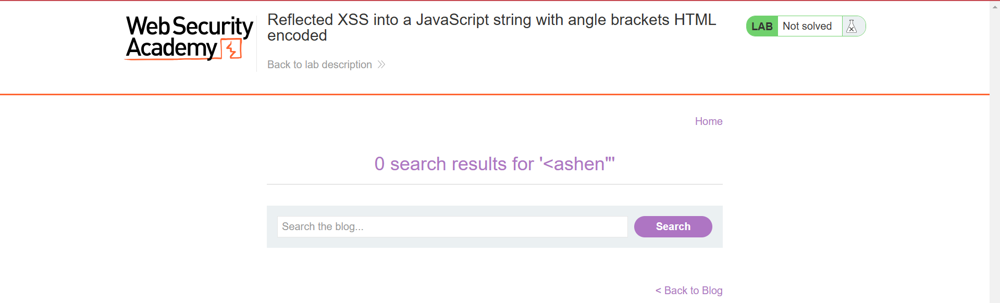 Web Security
Academy
Reflected XSS into a JavaScript string with angle brackets HTML
encoded
Back to lab description
LAB Not solved
Home
0 search results for '<ashen"'
Search the blog...
Search
< Back to Blog